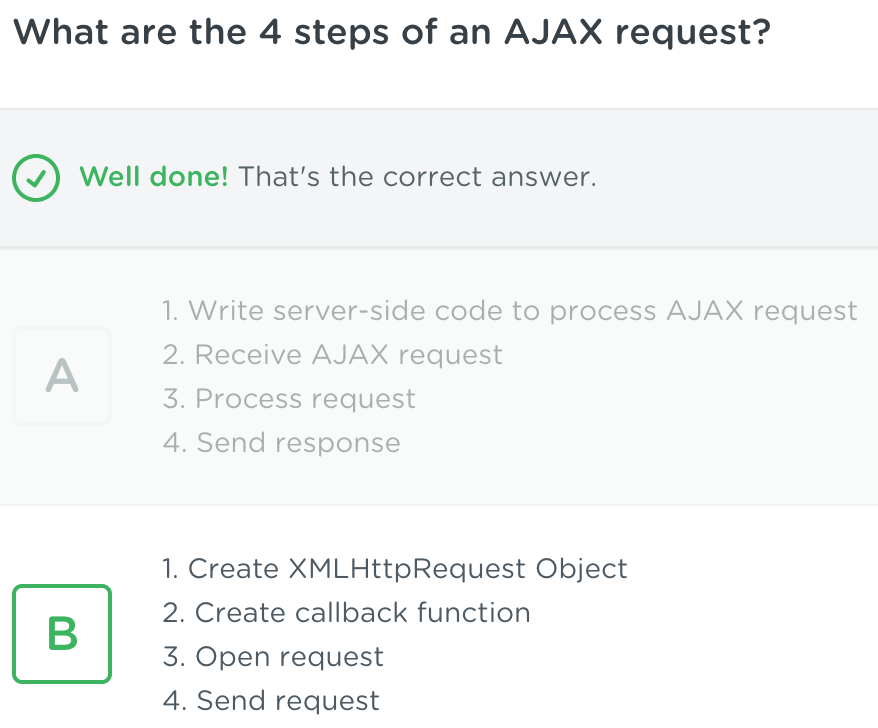 What are the 4 steps of an AJAX request?
Well done! That's the correct answer.
A
1. Write server-side code to process AJAX request
2. Receive AJAX request
3. Process request
4. Send response
B
1. Create XMLHttpRequest Object
2. Create callback function
3. Open request
4. Send request